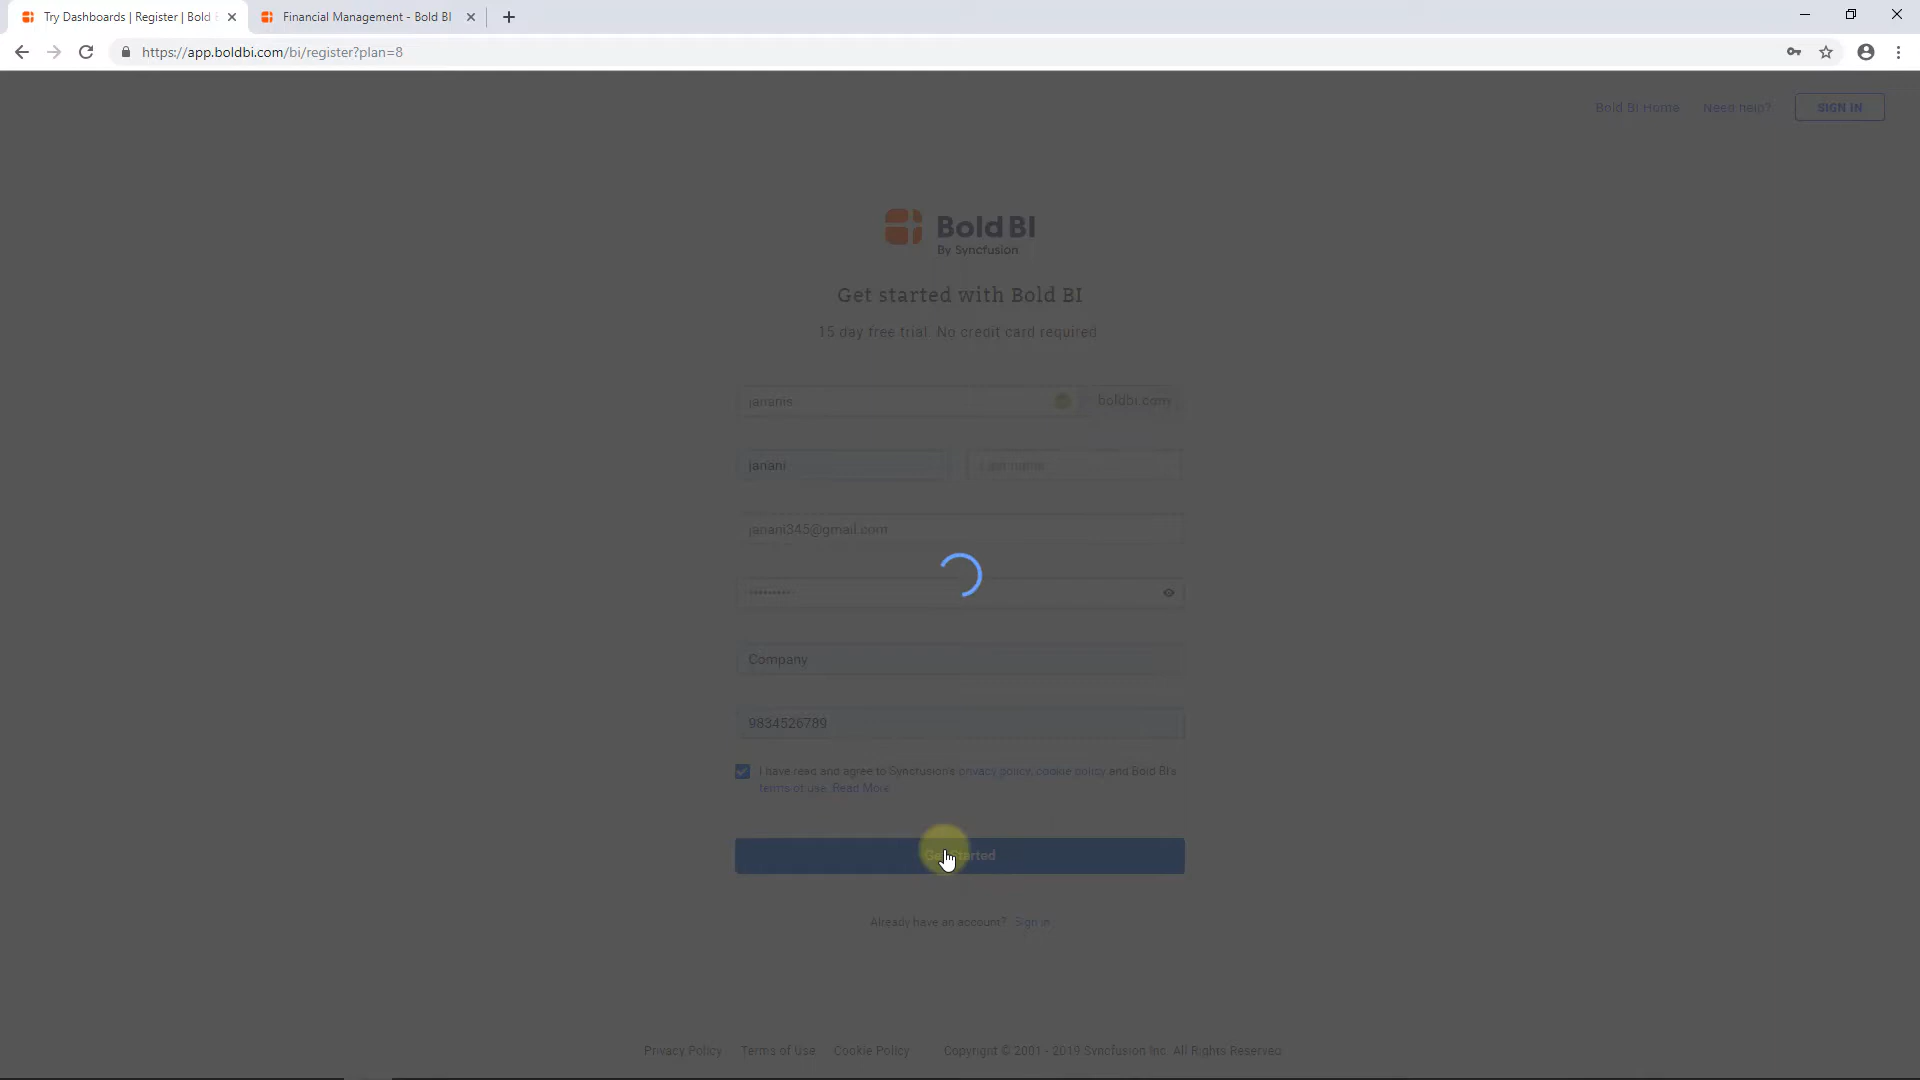 Try Dashboards | Register | Bold
Financial Management - Bold BI
https://app.boldbi.com/bi/register?plan=8
Bold BI Home
Need help?
SIGN IN
Bold BI
By Syncfusion
Get started with Bold BI
15 day free trial. No credit card required
jananis
.boldbi.com
janani
Last name
janani345@gmail.com
Company
9834526789
I have read and agree to Syncfusion's privacy policy, cookie policy and Bold BI's
terms of use. Read More
Get Started
Already have an account? Sign in
Privacy Policy
Terms of Use
Cookie Policy
Copyright © 2001 - 2019 Syncfusion Inc. All Rights Reserved